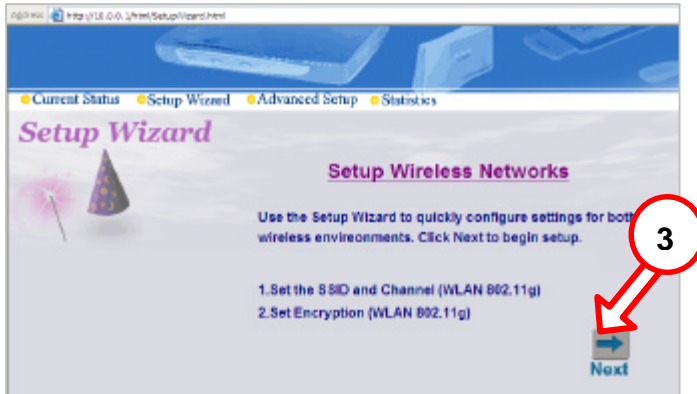 Address http://10.0.0.1/html/SetupWizard.html
Current Status Setup Wizard Advanced Setup Statistics
Setup Wizard
Setup Wireless Networks
Use the Setup Wizard to quickly configure settings for both
wireless envireonments. Click Next to begin setup.
3
1.Set the SSID and Channel (WLAN 802.11g)
2.Set Encryption (WLAN 802.11g)
Next